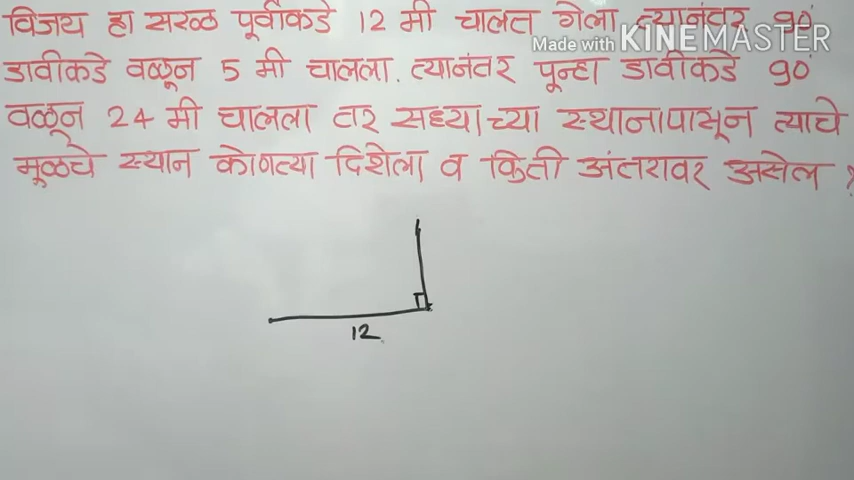 विजय हा सरळ पूर्वीकडे 12 मी चालत गेला त्यानंतर 90°
Made with KINEMASTER
डावीकडे वळून 5 मी चालला. त्यानंतर पून्हा डावीकडे 90°
वळून 24 मी चालला तर सध्याच्या स्थानापासून त्याचे
मूळचे स्थान कोणत्या दिशेला व किती अंतरावर असेल ?
12